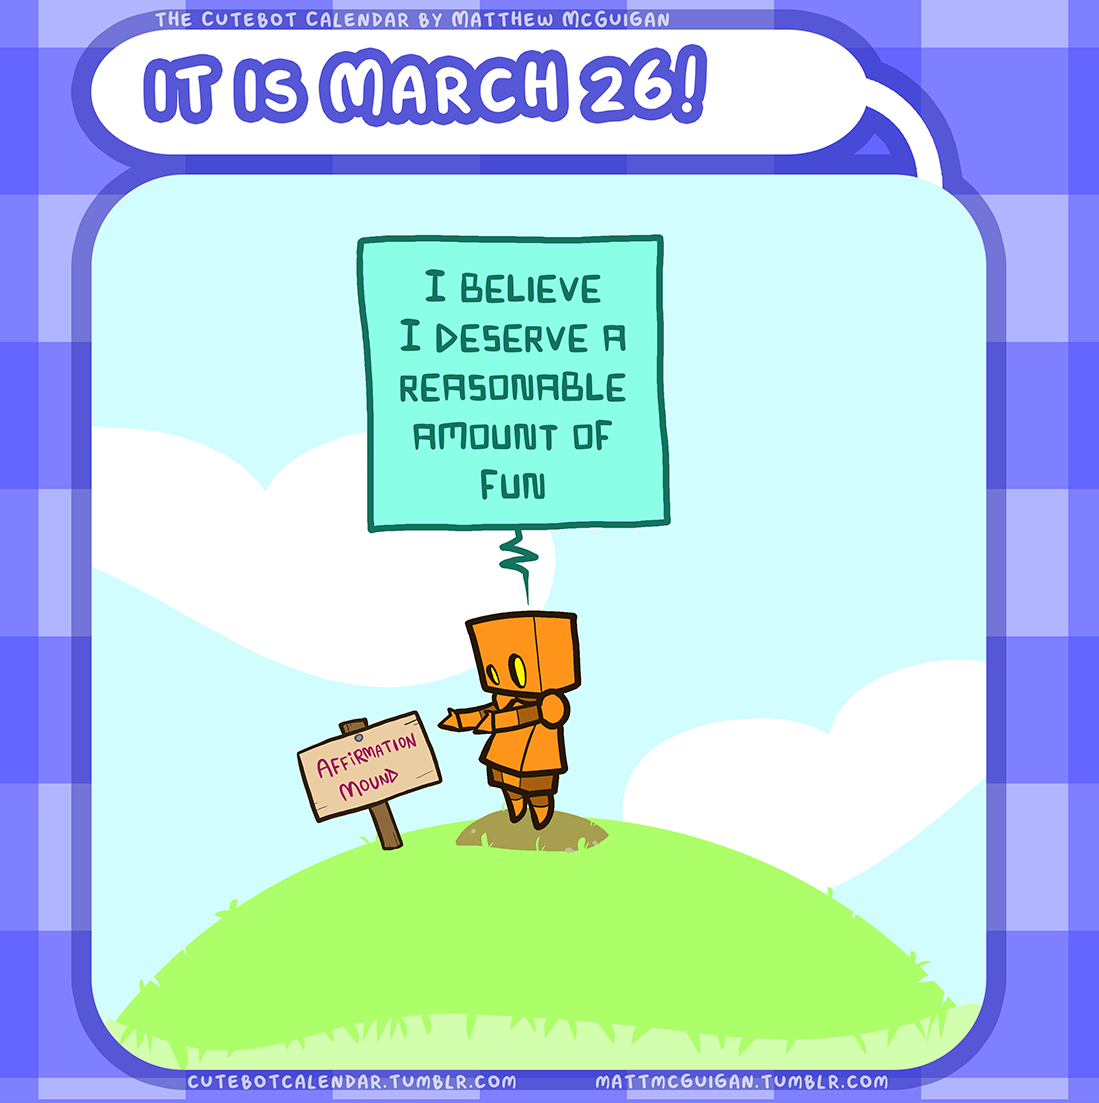 THE CUTEBOT CALENDAR BY MATTHEW MCGUIGAN
IT IS MARCH 26!
I BELIEVE
I DESERVE A
REASONABLE
AMOUNT OF
FUN
AFFiRMATION
MOUND
CUTEBOTCALENDAR.TUMBLR.COM
MATTMCGUIGAN.TUMBLR.COM